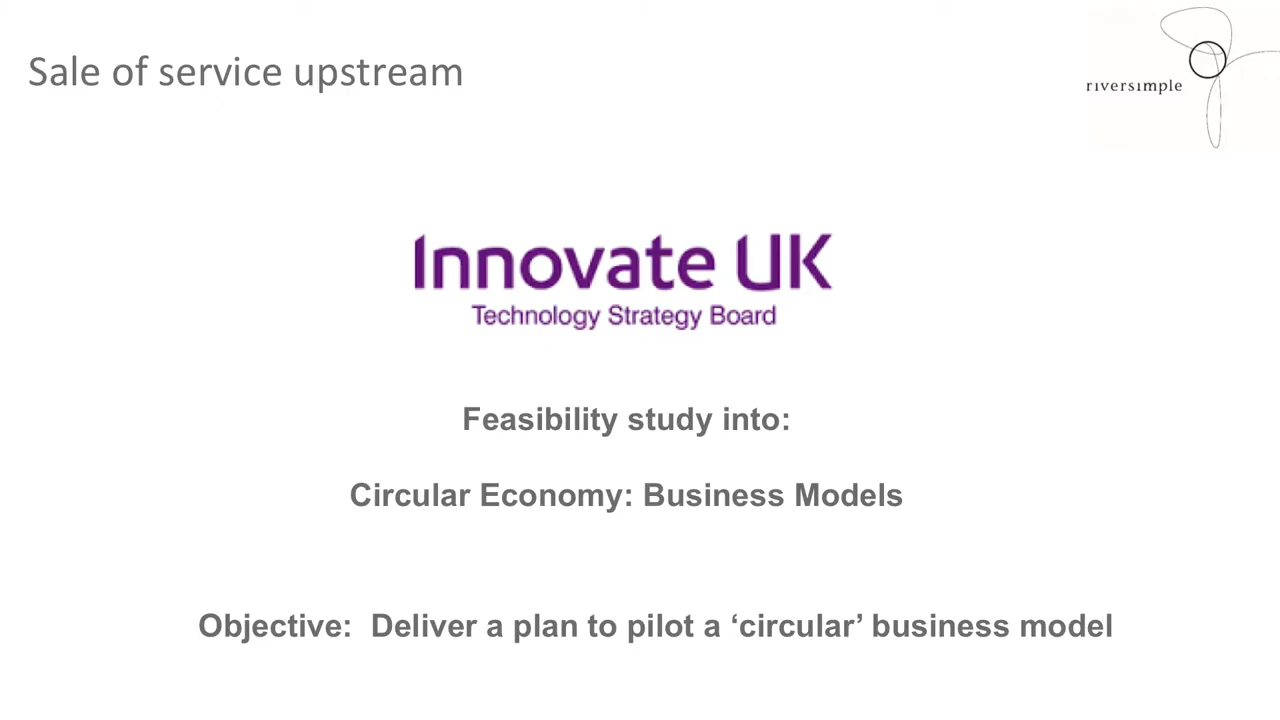 Sale of service upstream
riversimple
Innovate UK
Technology Strategy Board
Feasibility study into:
Circular Economy: Business Models
Objective:  Deliver a plan to pilot a ‘circular’ business model